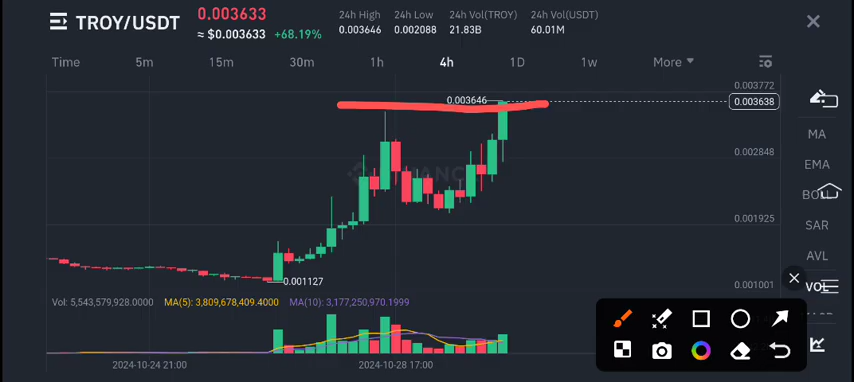 TROY/USDT
0.003633
≈ $0.003633 +68.19%
24h High 24h Low 24h Vol(TROY) 24h Vol(USDT)
0.003646 0.002088 21.83B 60.01M
Time 5m 15m 30m 1h 4h 1D 1w More
0.003772
0.003646
0.003638
MA
0.002848
EMA
BOLL
0.001925
SAR
AVL
0.001127
0.001001
VOL
Vol: 5,543,579,928.0000 MA(5): 3,809,678,409.4000 MA(10): 3,177,250,970.1999
2024-10-24 21:00 2024-10-28 17:00